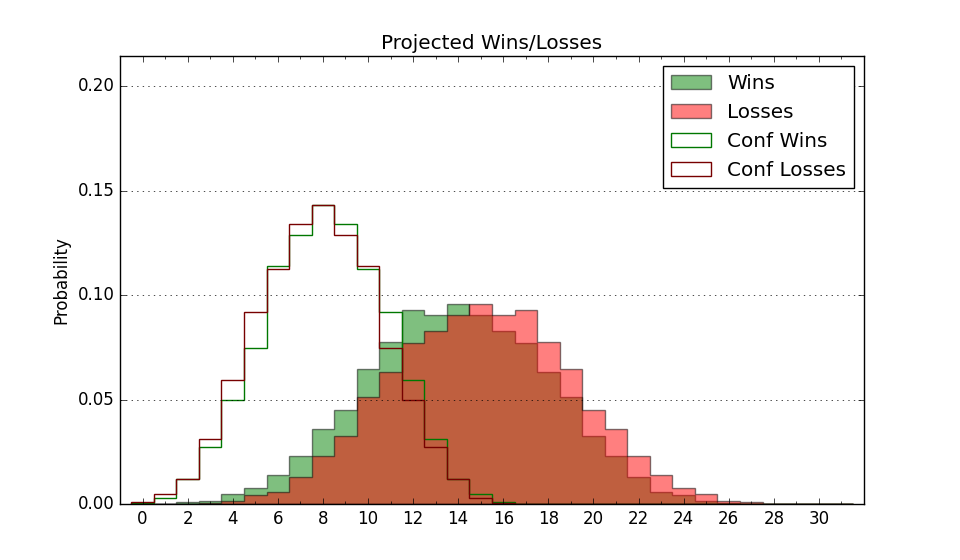 Projected Wins/Losses
Wins
Losses
Conf Wins
Conf Losses
Probability
0.20
0.15
0.10
0.05
0.00
0 2 4 6 8 10 12 14 16 18 20 22 24 26 28 30